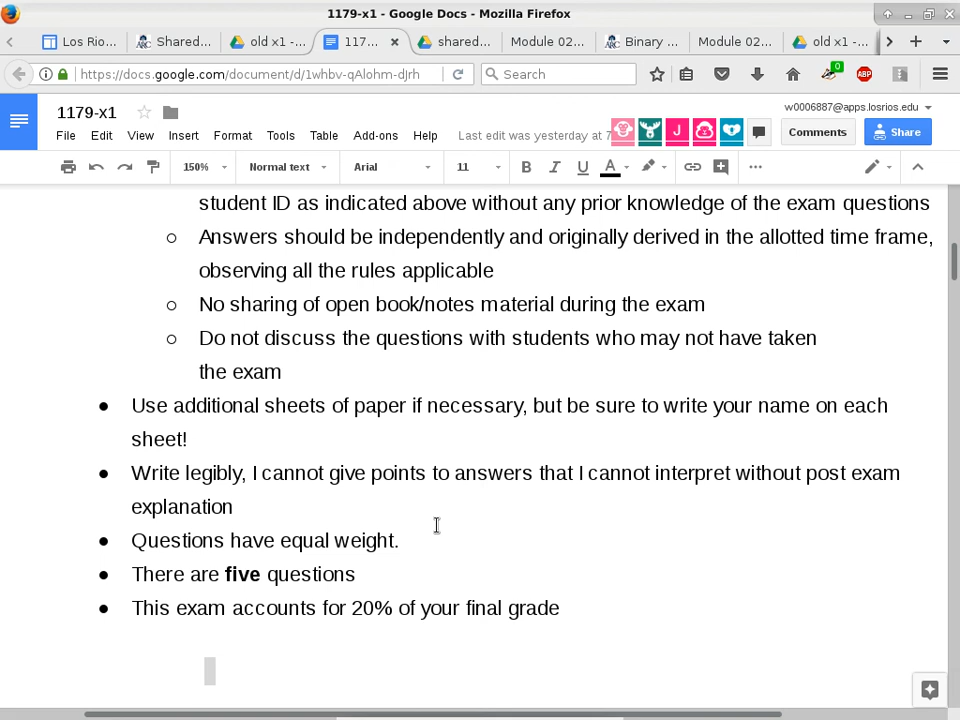 1179-x1 - Google Docs - Mozilla Firefox
Los Rio...
Shared...
old x1 -...
117...
shared...
Module 02...
Binary ...
Module 02...
old x1 -...
https://docs.google.com/document/d/1whbv-qAlohm-dJrh
Search
0
ABP
1179-x1
w0006887@apps.losrios.edu
File Edit View Insert Format Tools Table Add-ons Help Last edit was yesterday at 7
J
Comments
Share
150% Normal text Arial 11 B I U A
student ID as indicated above without any prior knowledge of the exam questions
○ Answers should be independently and originally derived in the allotted time frame,
observing all the rules applicable
○ No sharing of open book/notes material during the exam
○ Do not discuss the questions with students who may not have taken
the exam
● Use additional sheets of paper if necessary, but be sure to write your name on each
sheet!
● Write legibly, I cannot give points to answers that I cannot interpret without post exam
explanation
● Questions have equal weight.
● There are five questions
● This exam accounts for 20% of your final grade